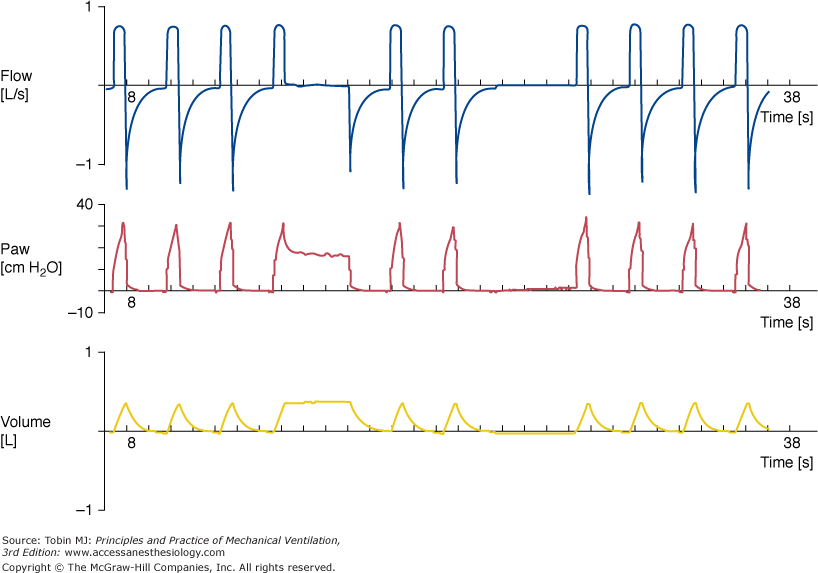 1
Flow
[L/s]
8
38
Time [s]
–1
40
Paw
[cm H2O]
–10
8
38
Time [s]
1
Volume
[L]
8
38
Time [s]
–1
Source: Tobin MJ: Principles and Practice of Mechanical Ventilation,
3rd Edition: www.accessanesthesiology.com
Copyright © The McGraw-Hill Companies, Inc. All rights reserved.